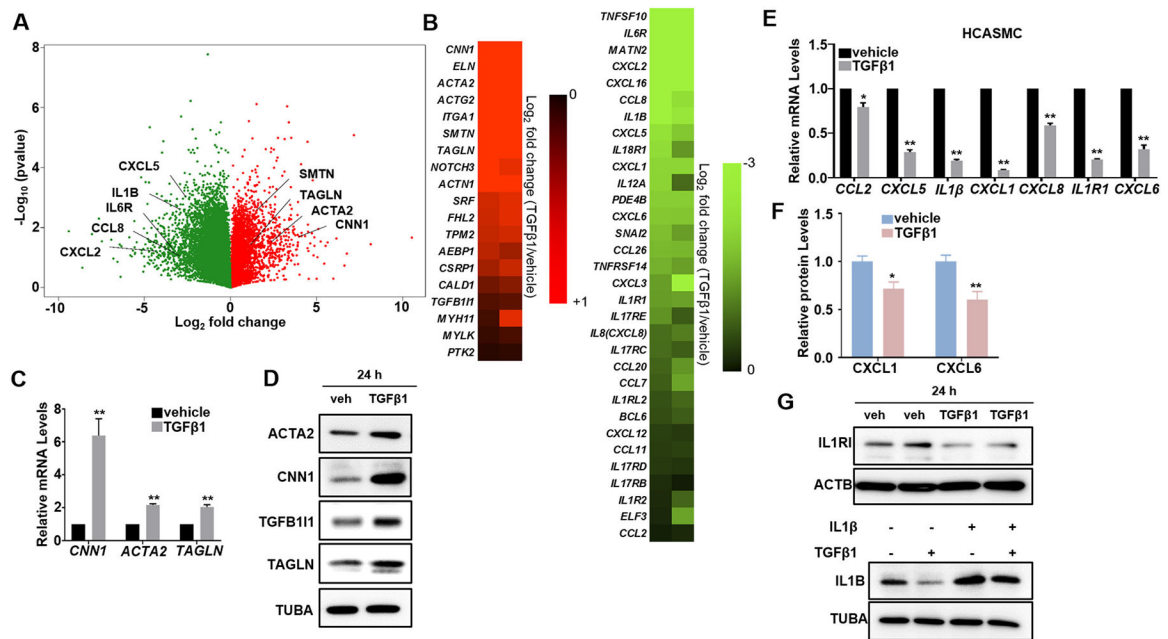 A
8
6
4
2
0
-Log10 (pvalue)
-10
-5
0
5
10
Log2 fold change
CXCL5
IL1B
IL6R
CCL8
CXCL2
SMTN
TAGLN
ACTA2
CNN1
B
CNN1
ELN
ACTA2
ACTG2
ITGA1
SMTN
TAGLN
NOTCH3
ACTN1
SRF
FHL2
TPM2
AEBP1
CSRP1
CALD1
TGFB1I1
MYH11
MYLK
PTK2
Log2 fold change (TGFβ1/vehicle)
0
+1
TNFSF10
IL6R
MATN2
CXCL2
CXCL16
CCL8
IL1B
CXCL5
IL18R1
CXCL1
IL12A
PDE4B
CXCL6
SNAI2
CCL26
TNFRSF14
CXCL3
IL1R1
IL17RE
IL8(CXCL8)
IL17RC
CCL20
CCL7
IL1RL2
BCL6
CXCL12
CCL11
IL17RD
IL17RB
IL1R2
ELF3
CCL2
Log2 fold change (TGFβ1/vehicle)
-3
0
C
Relative mRNA Levels
8
6
4
2
0
vehicle
TGFβ1
**
**
**
CNN1 ACTA2 TAGLN
D
24 h
veh TGFβ1
ACTA2
CNN1
TGFB1I1
TAGLN
TUBA
E
HCASMC
vehicle
TGFβ1
Relative mRNA Levels
1.5
1.0
0.5
0.0
*
**
**
**
**
**
**
CCL2 CXCL5 IL1β CXCL1 CXCL8 IL1R1 CXCL6
F
vehicle
TGFβ1
Relative protein Levels
1.5
1.0
0.5
0.0
*
**
CXCL1 CXCL6
G
24 h
veh veh TGFβ1 TGFβ1
IL1RI
ACTB
IL1β - - + +
TGFβ1 - + - +
IL1B
TUBA